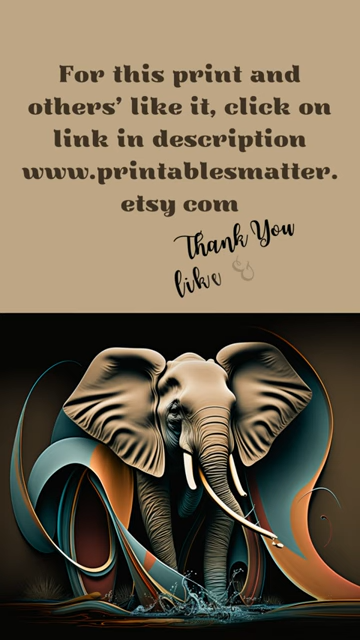 For this print and
others’ like it, click on
link in description
www.printablesmatter.
etsy com
Thank You
like &